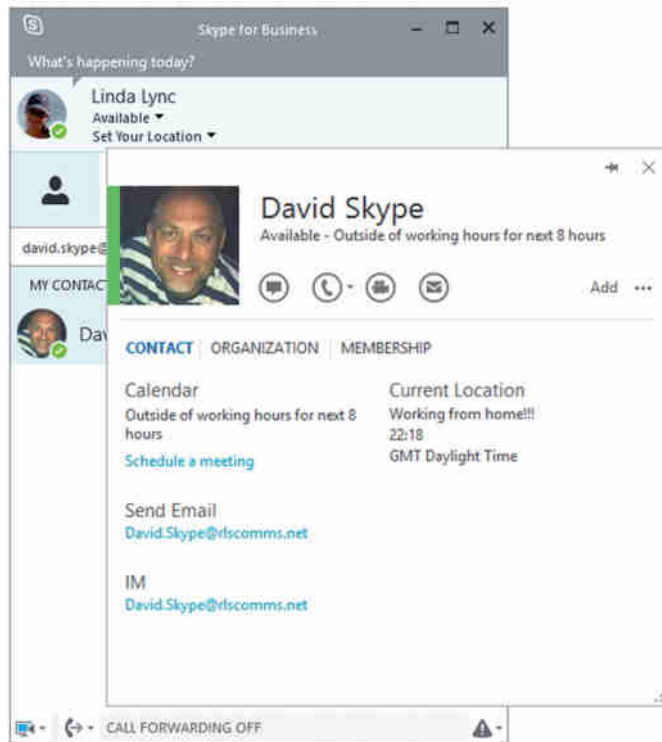 Skype for Business
What's happening today?
Linda Lync
Available
Set Your Location
david.skype@
MY CONTAC
Dav
David Skype
Available - Outside of working hours for next 8 hours
Add
CONTACT ORGANIZATION MEMBERSHIP
Calendar
Outside of working hours for next 8
hours
Schedule a meeting
Current Location
Working from home!!!
22:18
GMT Daylight Time
Send Email
David.Skype@rlscomms.net
IM
David.Skype@rlscomms.net
CALL FORWARDING OFF